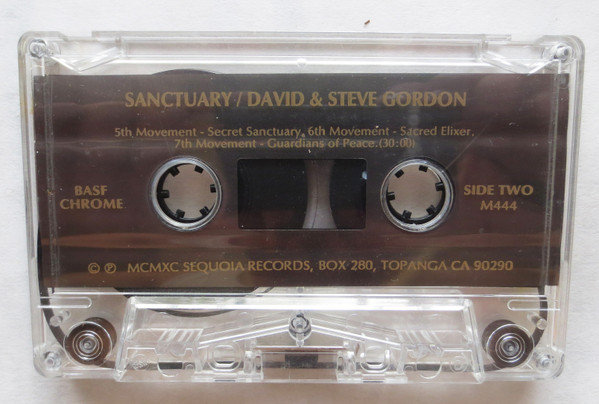 SANCTUARY / DAVID & STEVE GORDON
5th Movement - Secret Sanctuary, 6th Movement - Sacred Elixer,
7th Movement - Guardians of Peace.(30:00)
BASF
CHROME
SIDE TWO
M444
© ℗ MCMXC SEQUOIA RECORDS, BOX 280, TOPANGA CA 90290